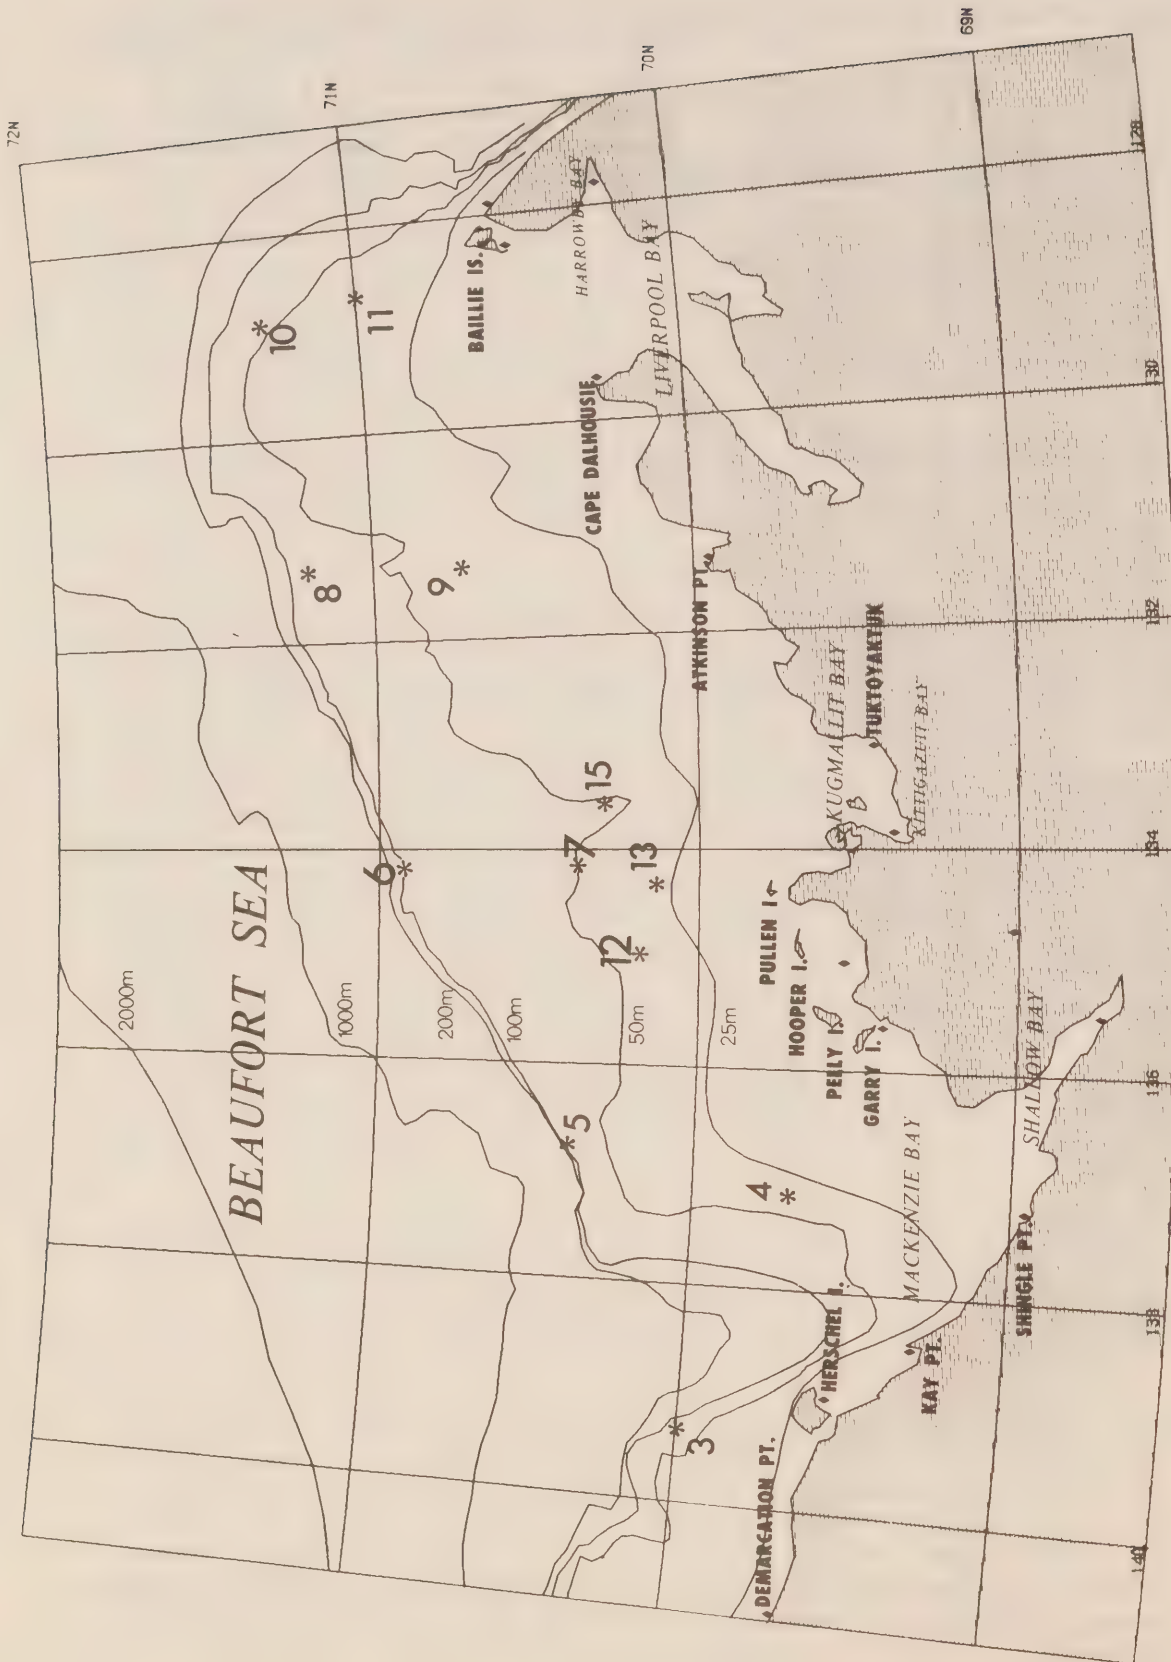 72N
71N
70N
69N
BEAUFORT SEA
2000m
1000m
200m
100m
50m
25m
10
11
8
9
6
15
7
13
12
5
4
3
BAILLIE IS.
HARROWBY BAY
LIVERPOOL BAY
CAPE DALHOUSIE
ATKINSON PT.
KUGMALLIT BAY
TUKTOYAKTUK
PULLEN I
HOOPER I.
PELLY I.
GARRY I.
MACKENZIE BAY
SHALLOW BAY
SHINGLE PT.
KAY PT.
HERSCHEL I.
DEMARCATION PT.
140
138
136
134
132
130
128